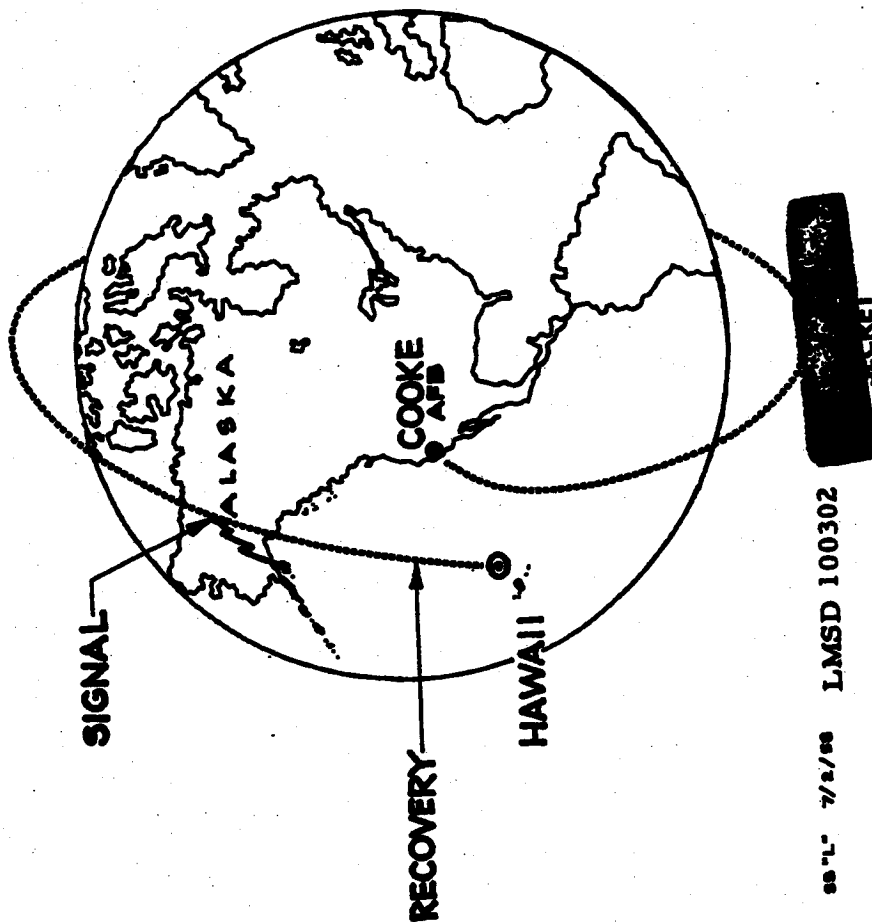 SIGNAL
ALASKA
COOKE
AFB
RECOVERY
HAWAII
LMSD 100302